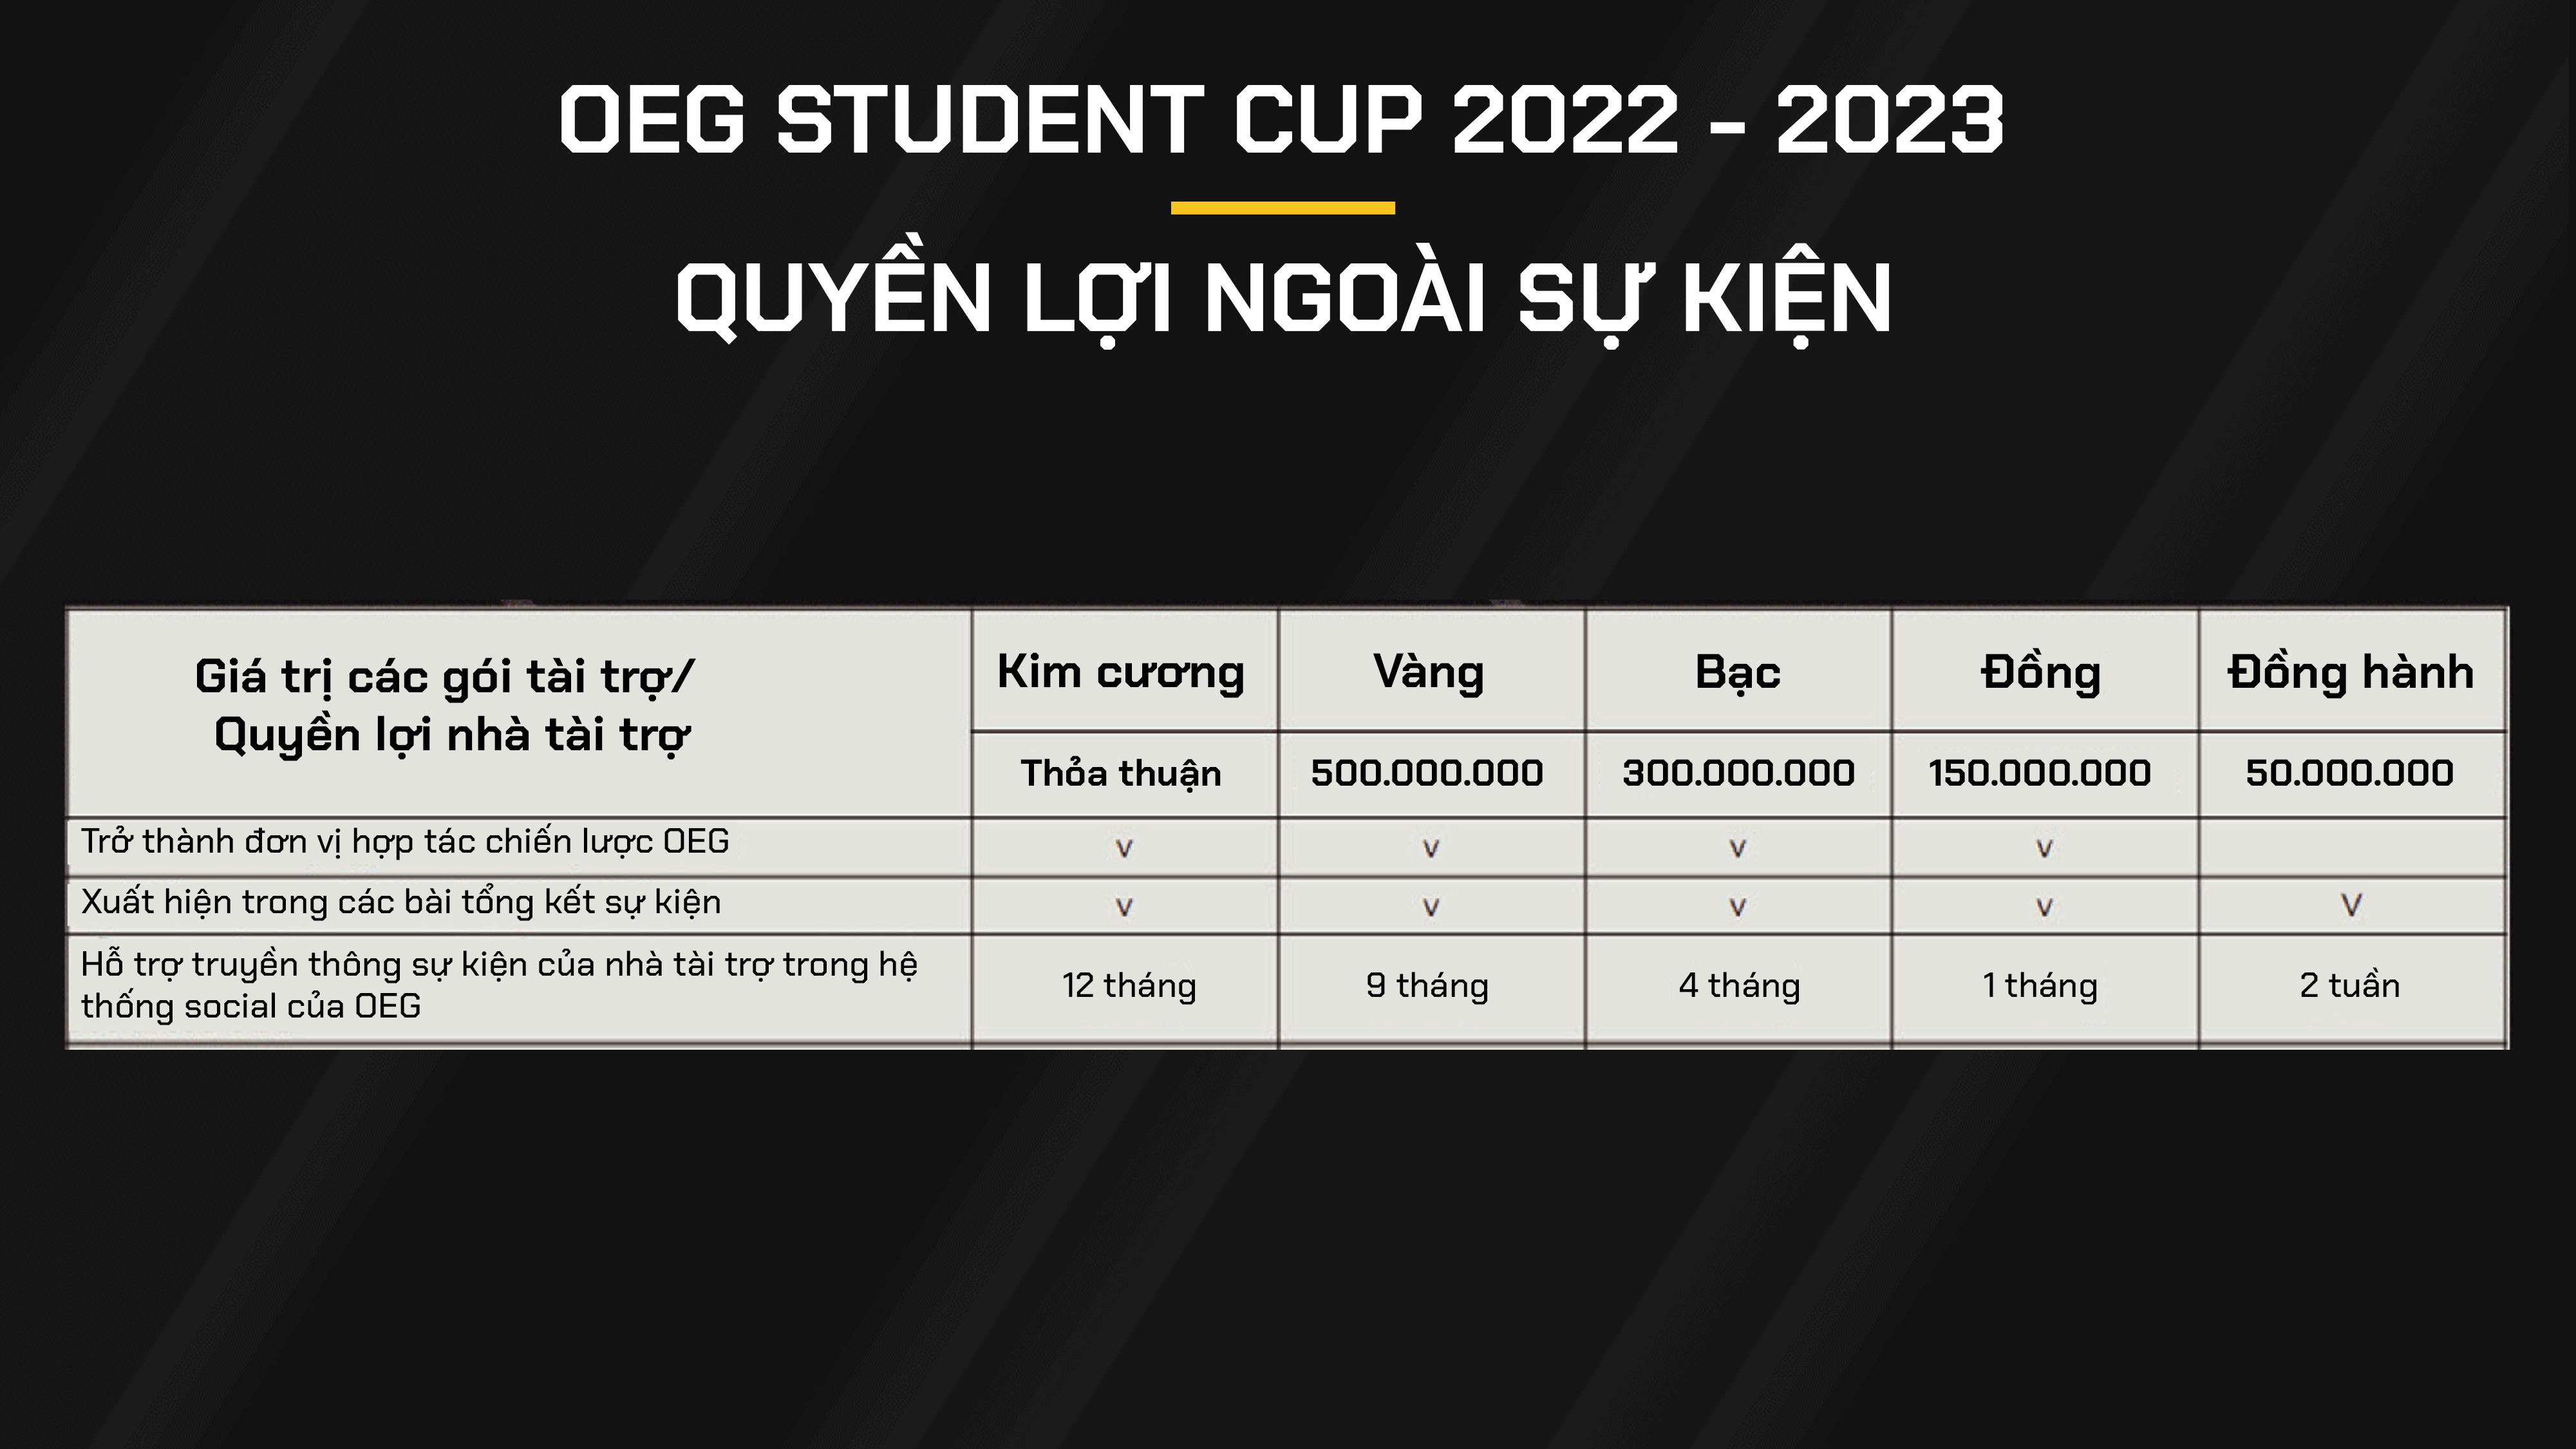 OEG STUDENT CUP 2022 - 2023
QUYỀN LỢI NGOÀI SỰ KIỆN
Giá trị các gói tài trợ/
Quyền lợi nhà tài trợ
Kim cương Vàng Bạc Đồng Đồng hành
Thỏa thuận 500.000.000 300.000.000 150.000.000 50.000.000
Trở thành đơn vị hợp tác chiến lược OEG v v v v
Xuất hiện trong các bài tổng kết sự kiện v v v v V
Hỗ trợ truyền thông sự kiện của nhà tài trợ trong hệ
thống social của OEG
12 tháng 9 tháng 4 tháng 1 tháng 2 tuần